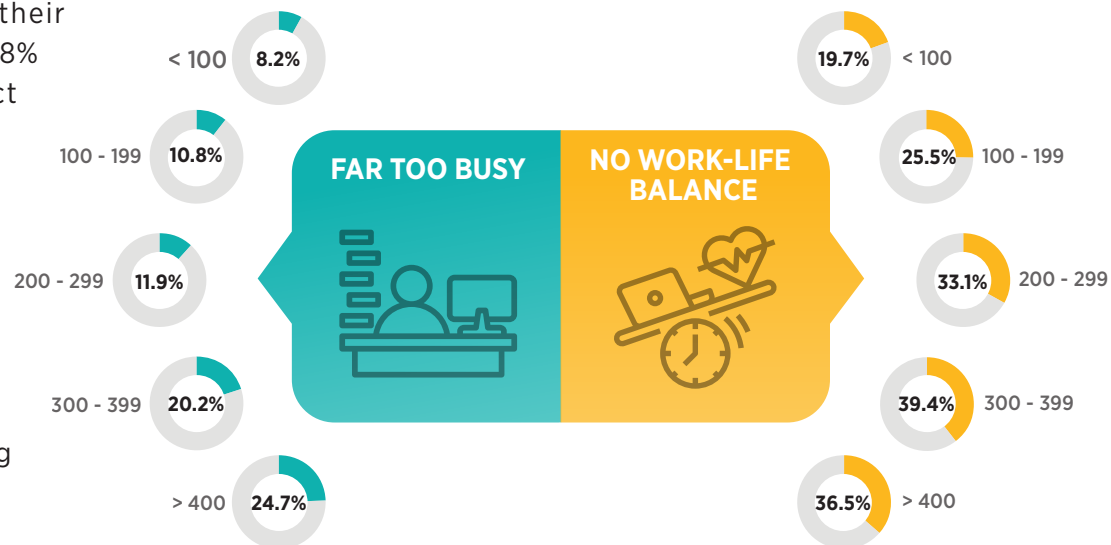 their
8%
ct
g
< 100
8.2%
100 - 199
10.8%
200 - 299
11.9%
300 - 399
20.2%
> 400
24.7%
FAR TOO BUSY
NO WORK-LIFE
BALANCE
19.7%
< 100
25.5%
100 - 199
33.1%
200 - 299
39.4%
300 - 399
36.5%
> 400